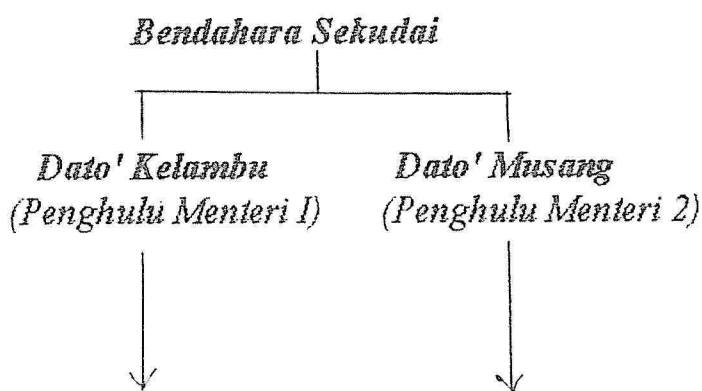 Bendahara Sekudai
Dato' Kelambu
(Penghulu Menteri I)
Dato' Musang
(Penghulu Menteri 2)